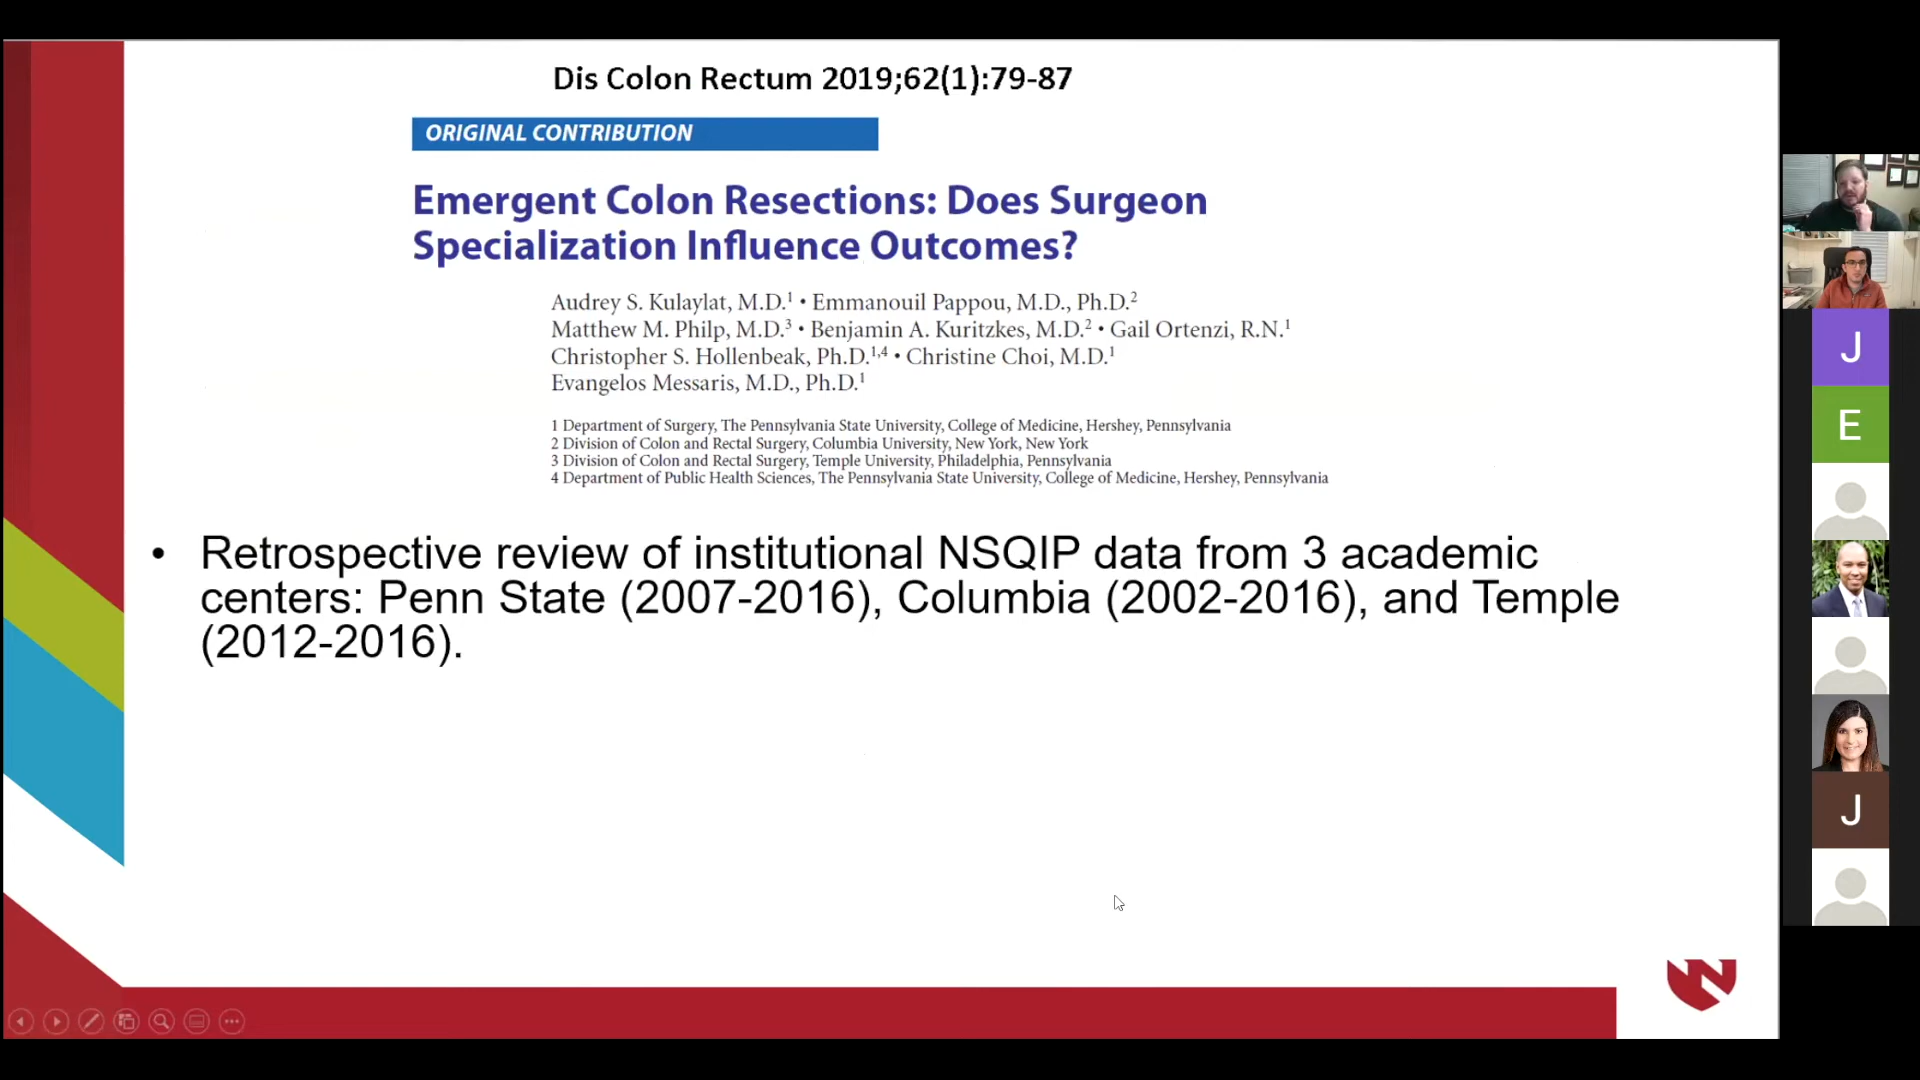 Dis Colon Rectum 2019;62(1):79-87
ORIGINAL CONTRIBUTION
Emergent Colon Resections: Does Surgeon
Specialization Influence Outcomes?
Audrey S. Kulaylat, M.D.¹ • Emmanouil Pappou, M.D., Ph.D.²
Matthew M. Philp, M.D.³ • Benjamin A. Kuritzkes, M.D.² • Gail Ortenzi, R.N.¹
Christopher S. Hollenbeak, Ph.D.¹,⁴ • Christine Choi, M.D.¹
Evangelos Messaris, M.D., Ph.D.¹
1 Department of Surgery, The Pennsylvania State University, College of Medicine, Hershey, Pennsylvania
2 Division of Colon and Rectal Surgery, Columbia University, New York, New York
3 Division of Colon and Rectal Surgery, Temple University, Philadelphia, Pennsylvania
4 Department of Public Health Sciences, The Pennsylvania State University, College of Medicine, Hershey, Pennsylvania
• Retrospective review of institutional NSQIP data from 3 academic
centers: Penn State (2007-2016), Columbia (2002-2016), and Temple
(2012-2016).
J
E
J
N